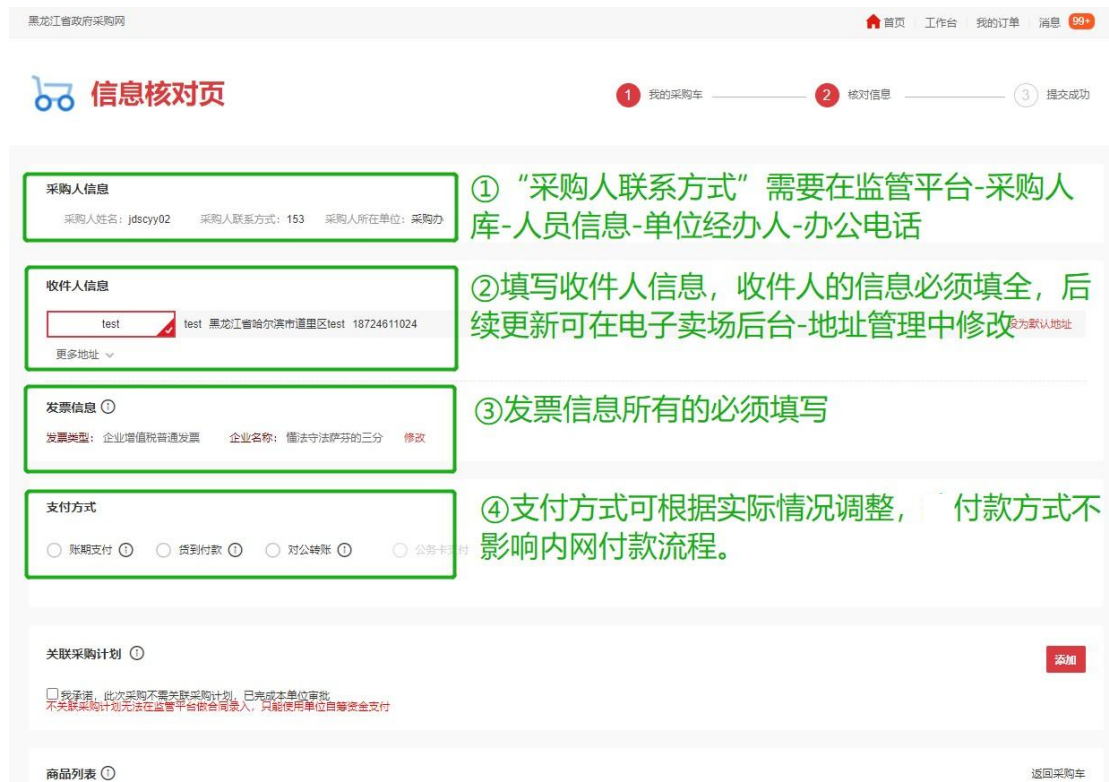 黑龙江省政府采购网
首页 工作台 我的订单 消息 99+
信息核对页
1 我的采购车 2 核对信息 3 提交成功
采购人信息
采购人姓名：jdscyy02 采购人联系方式：153 采购人所在单位：采购办
①“采购人联系方式”需要在监管平台-采购人
库-人员信息-单位经办人-办公电话
收件人信息
test test 黑龙江省哈尔滨市道里区test 18724611024
更多地址
②填写收件人信息，收件人的信息必须填全，后
续更新可在电子卖场后台-地址管理中修改
设为默认地址
发票信息
发票类型：企业增值税普通发票 企业名称：懂法守法萨芬的三分 修改
③发票信息所有的必须填写
支付方式
账期支付 货到付款 对公转账 公务卡支付
④支付方式可根据实际情况调整， 付款方式不
影响内网付款流程。
关联采购计划
添加
我承诺，此次采购不需关联采购计划，已完成本单位审批
不关联采购计划无法在监管平台做合同录入，只能使用单位自筹资金支付
商品列表
返回采购车